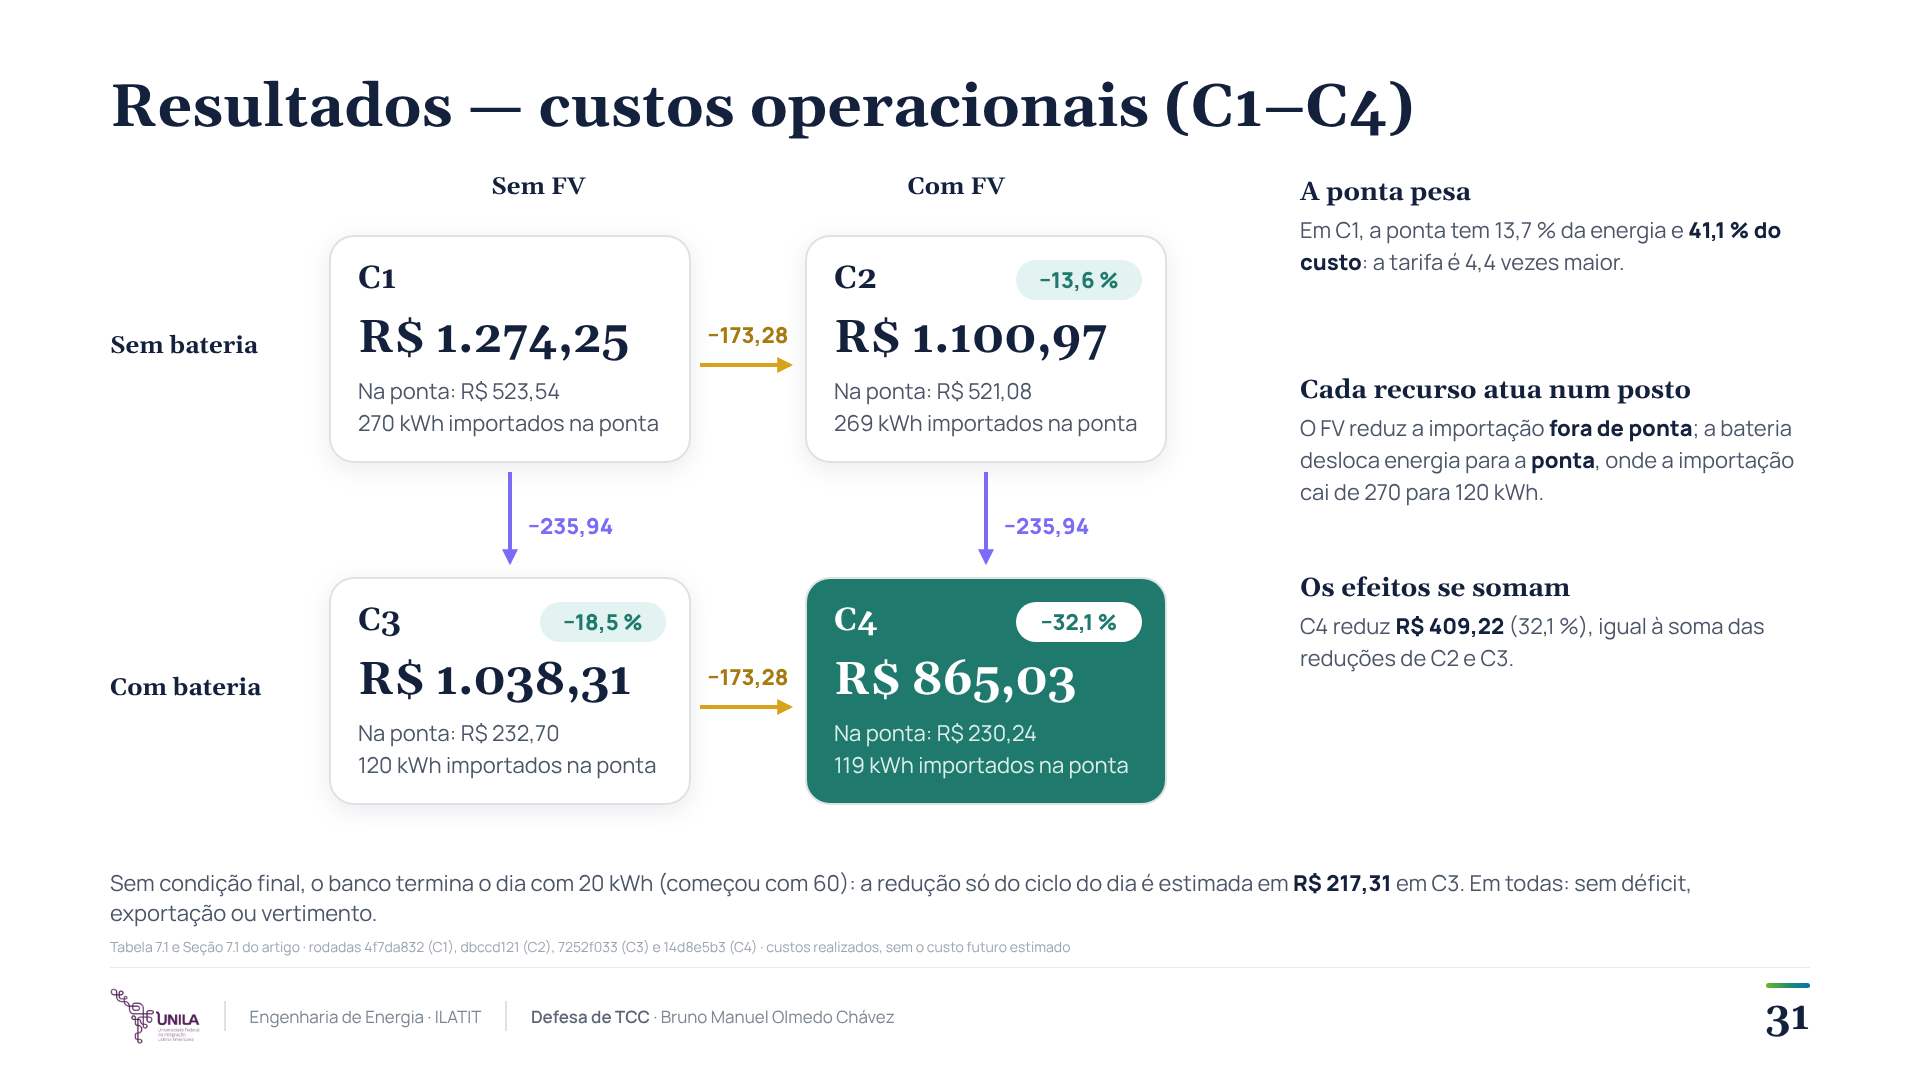 Resultados — custos operacionais (C1–C4)
Sem FV
Com FV
Sem bateria
C1
R$ 1.274,25
Na ponta: R$ 523,54
270 kWh importados na ponta
−173,28
C2
−13,6 %
R$ 1.100,97
Na ponta: R$ 521,08
269 kWh importados na ponta
−235,94
−235,94
Com bateria
C3
−18,5 %
R$ 1.038,31
Na ponta: R$ 232,70
120 kWh importados na ponta
−173,28
C4
−32,1 %
R$ 865,03
Na ponta: R$ 230,24
119 kWh importados na ponta
A ponta pesa
Em C1, a ponta tem 13,7 % da energia e 41,1 % do
custo: a tarifa é 4,4 vezes maior.
Cada recurso atua num posto
O FV reduz a importação fora de ponta; a bateria
desloca energia para a ponta, onde a importação
cai de 270 para 120 kWh.
Os efeitos se somam
C4 reduz R$ 409,22 (32,1 %), igual à soma das
reduções de C2 e C3.
Sem condição final, o banco termina o dia com 20 kWh (começou com 60): a redução só do ciclo do dia é estimada em R$ 217,31 em C3. Em todas: sem déficit,
exportação ou vertimento.
Tabela 7.1 e Seção 7.1 do artigo · rodadas 4f7da832 (C1), dbccd121 (C2), 7252f033 (C3) e 14d8e5b3 (C4) · custos realizados, sem o custo futuro estimado
UNILA
Universidade Federal
da Integração
Latino-Americana
Engenharia de Energia · ILATIT
Defesa de TCC · Bruno Manuel Olmedo Chávez
31